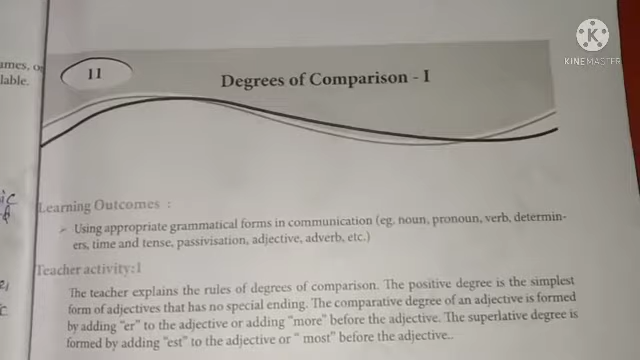 KINEMASTER
lable.
11
Degrees of Comparison - I
Learning Outcomes :
Using appropriate grammatical forms in communication (eg. noun, pronoun, verb, determin-
ers, time and tense, passivisation, adjective, adverb, etc.)
Teacher activity:1
The teacher explains the rules of degrees of comparison. The positive degree is the simplest
form of adjectives that has no special ending. The comparative degree of an adjective is formed
by adding "er" to the adjective or adding "more" before the adjective. The superlative degree is
formed by adding "est" to the adjective or " most" before the adjective..